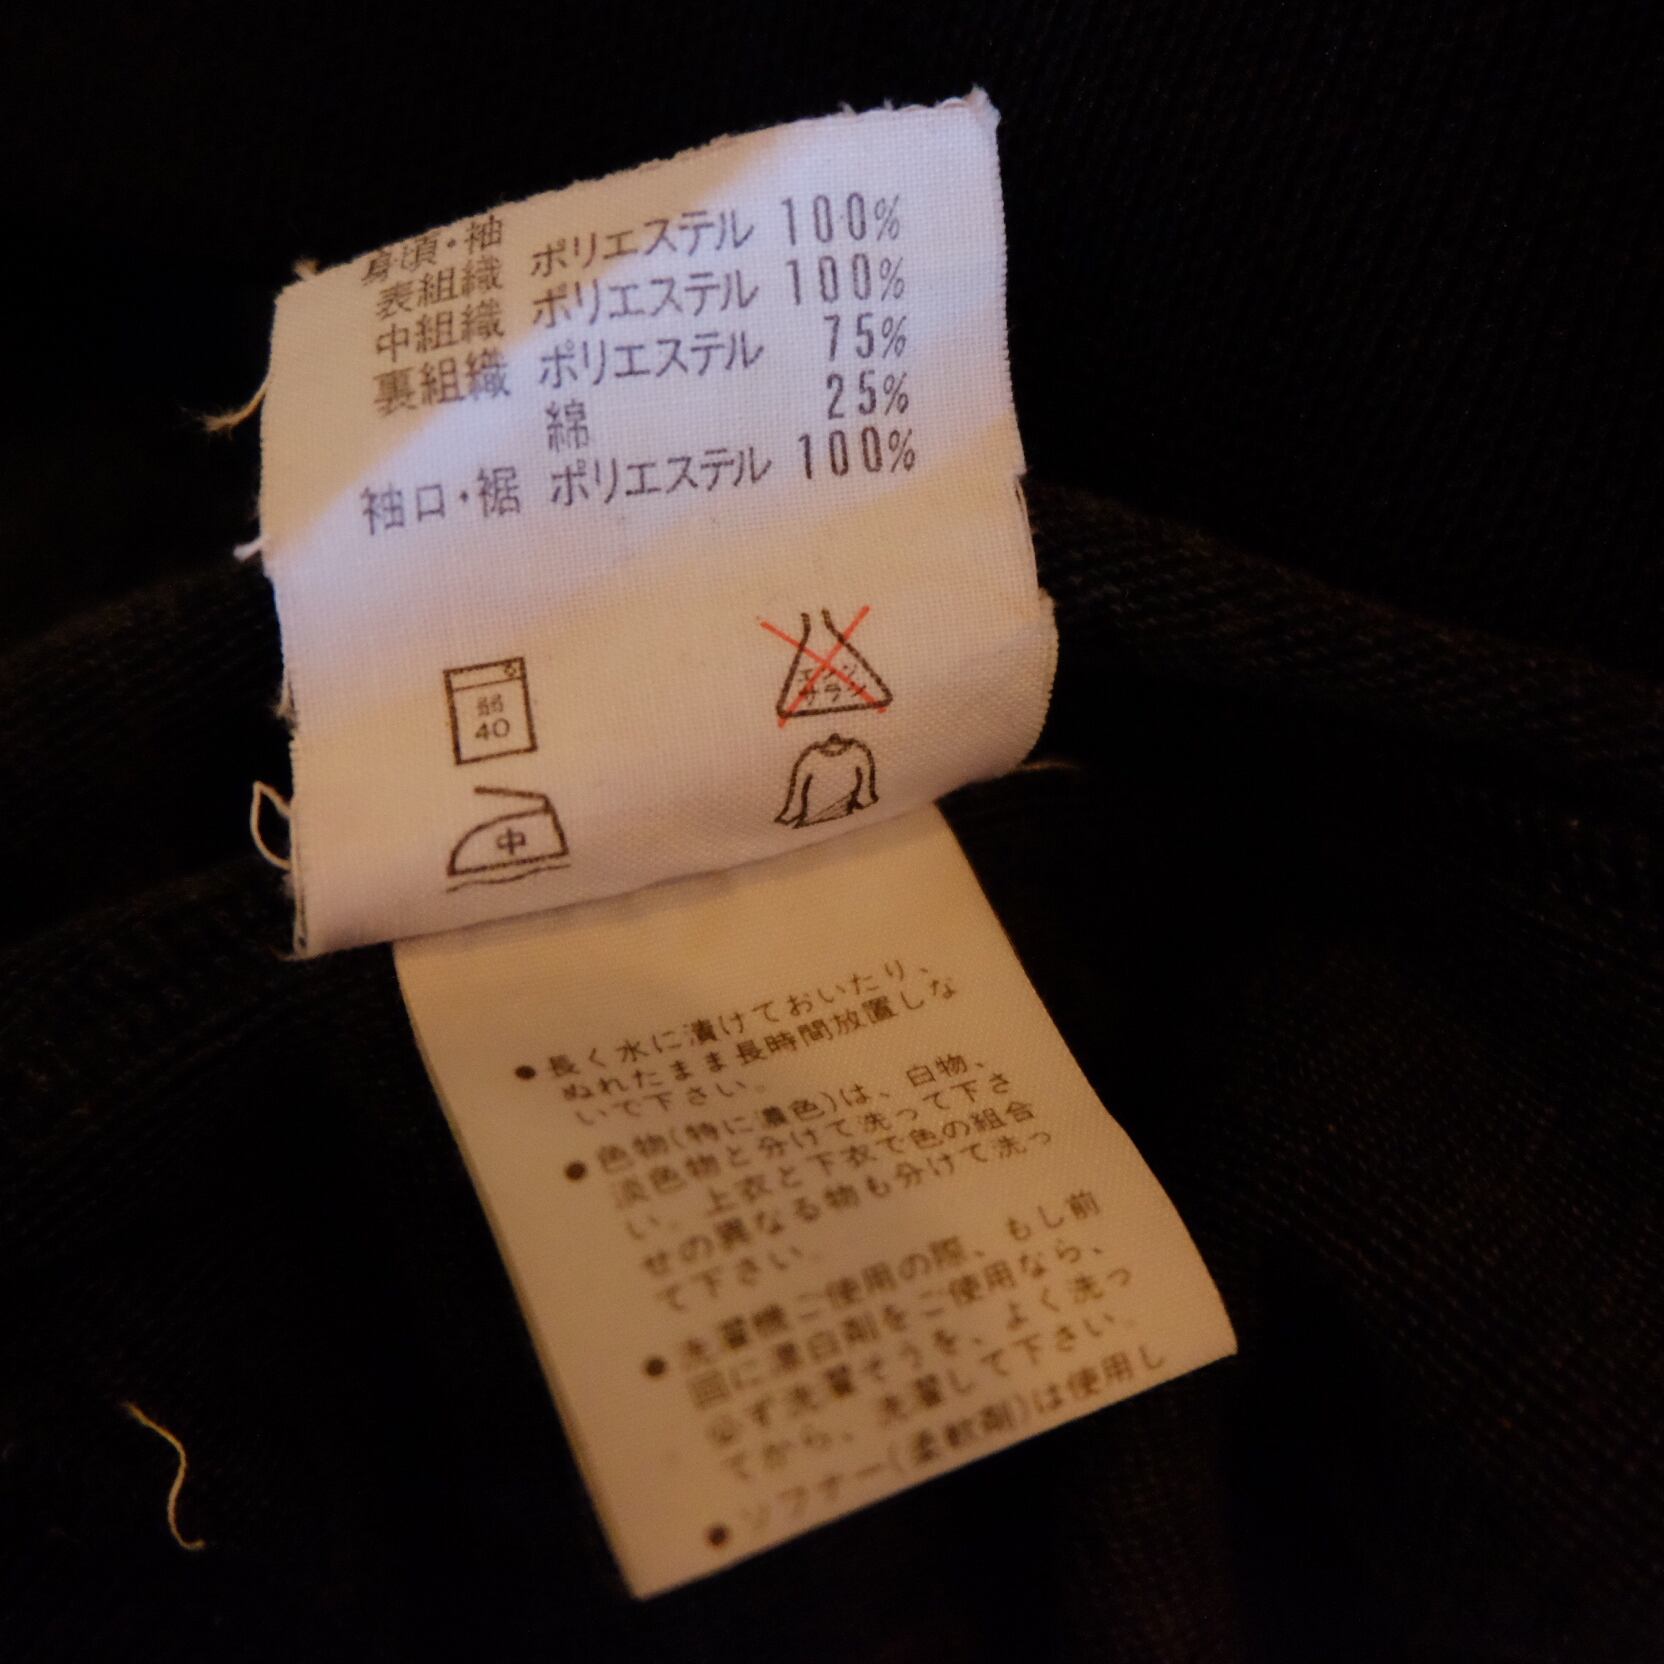 身頃・袖
表組織 ポリエステル 100%
中組織 ポリエステル 100%
裏組織 ポリエステル 75%
綿 25%
袖口・裾 ポリエステル 100%
弱
40
エンソ
サラシ
中
●長く水に漬けておいたり、
ぬれたまま長時間放置しな
いで下さい。
●色物(特に濃色)は、白物、
淡色物と分けて洗って下さ
い。上衣と下衣で色の組合
せの異なる物も分けて洗っ
て下さい。
●洗濯機ご使用の際、もし前
回に漂白剤をご使用なら、
必ず洗濯そうを、よく洗っ
てから、洗濯して下さい。
●ソフナー(柔軟剤)は使用し